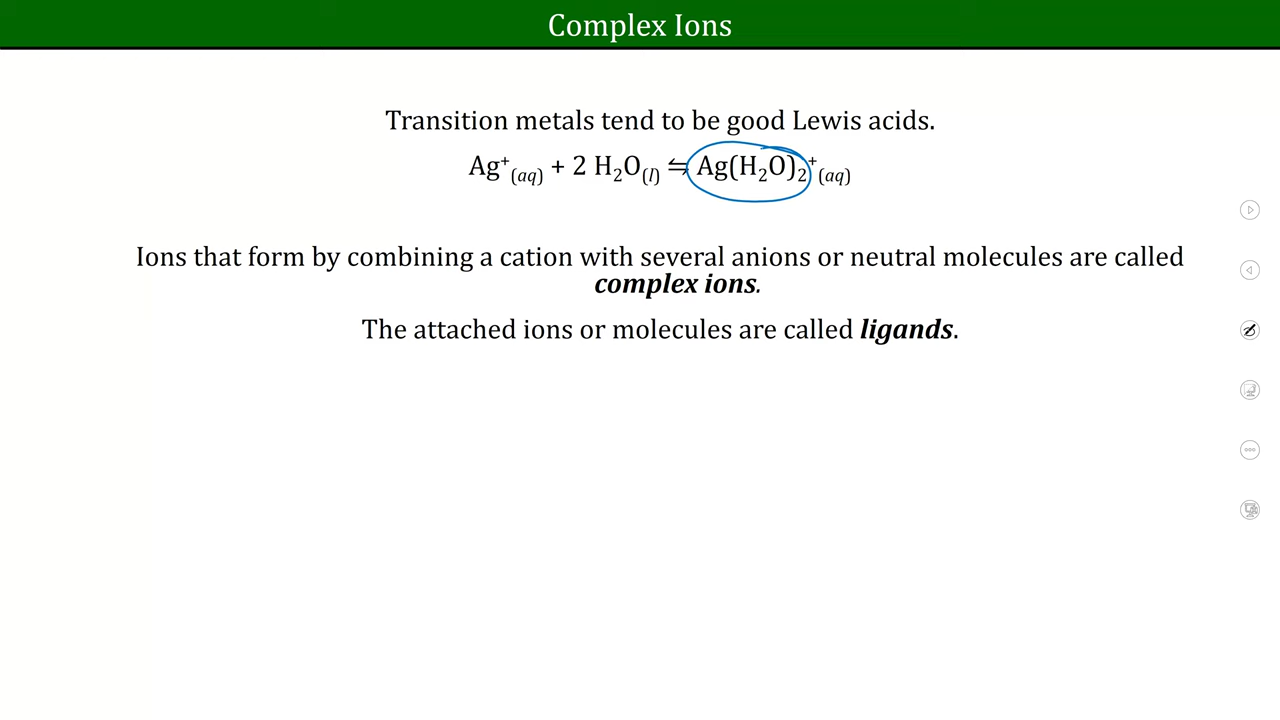 Complex Ions
Transition metals tend to be good Lewis acids.
Ag⁺₍aq₎ + 2 H₂O₍l₎ ⇋ Ag(H₂O)₂⁺₍aq₎
Ions that form by combining a cation with several anions or neutral molecules are called
complex ions.
The attached ions or molecules are called ligands.